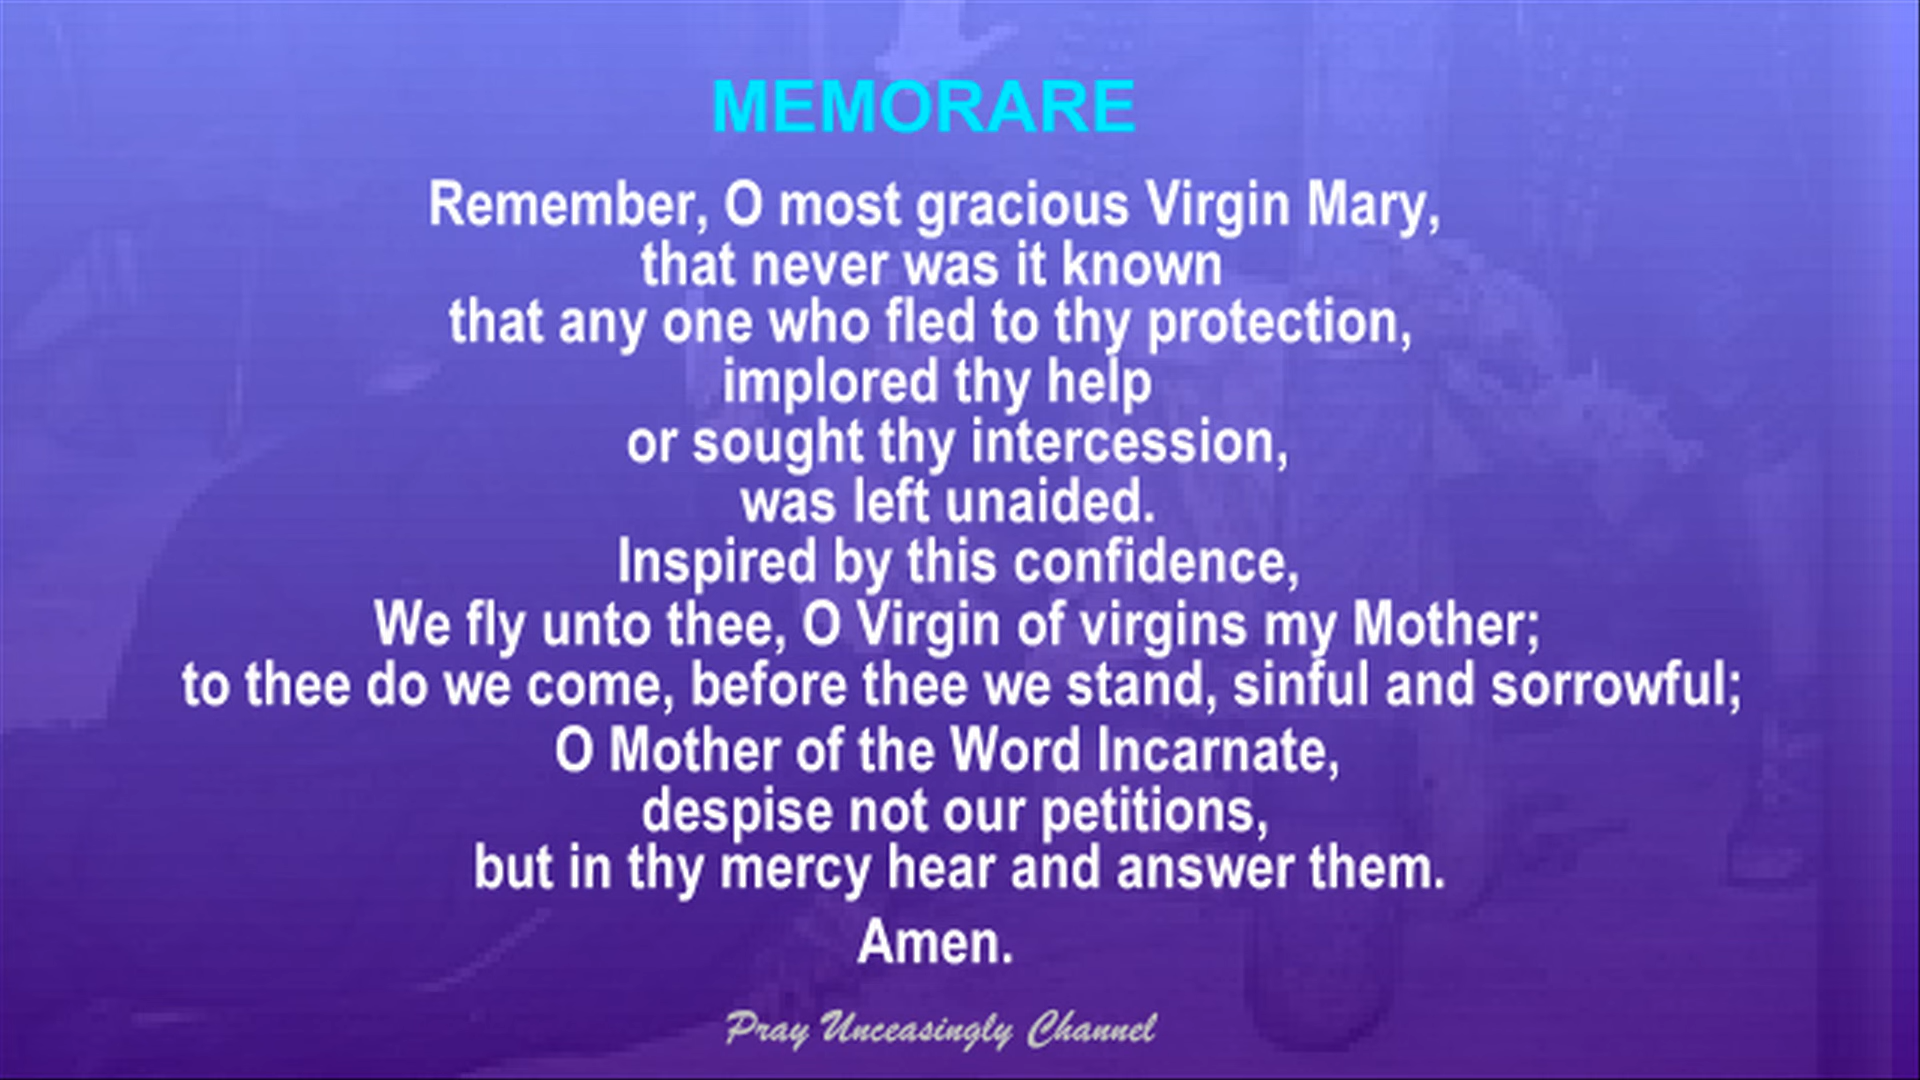 MEMORARE
Remember, O most gracious Virgin Mary,
that never was it known
that any one who fled to thy protection,
implored thy help
or sought thy intercession,
was left unaided.
Inspired by this confidence,
We fly unto thee, O Virgin of virgins my Mother;
to thee do we come, before thee we stand, sinful and sorrowful;
O Mother of the Word Incarnate,
despise not our petitions,
but in thy mercy hear and answer them.
Amen.
Pray Unceasingly Channel